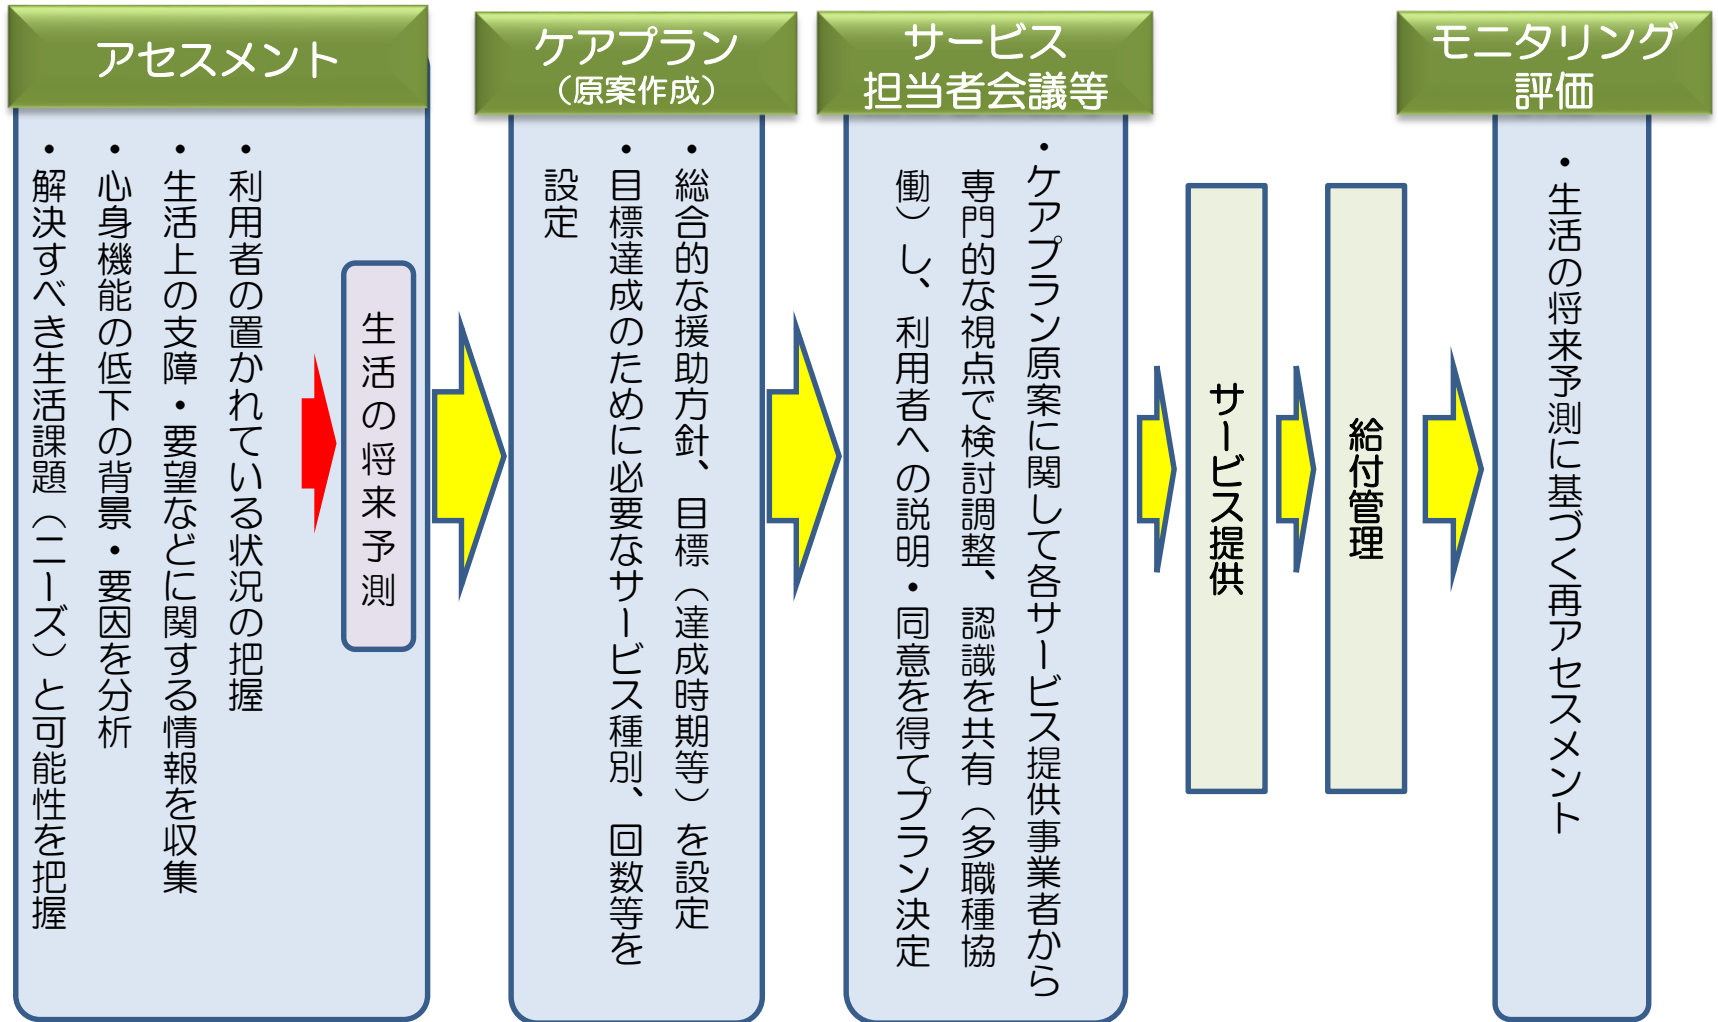 アセスメント
・利用者の置かれている状況の把握
・生活上の支障・要望などに関する情報を収集
・心身機能の低下の背景・要因を分析
・解決すべき生活課題（ニーズ）と可能性を把握
生活の将来予測
ケアプラン
（原案作成）
・総合的な援助方針、目標（達成時期等）を設定
・目標達成のために必要なサービス種別、回数等を
設定
サービス
担当者会議等
・ケアプラン原案に関して各サービス提供事業者から
専門的な視点で検討調整、認識を共有（多職種協
働）し、利用者への説明・同意を得てプラン決定
サービス提供
給付管理
モニタリング
評価
・生活の将来予測に基づく再アセスメント